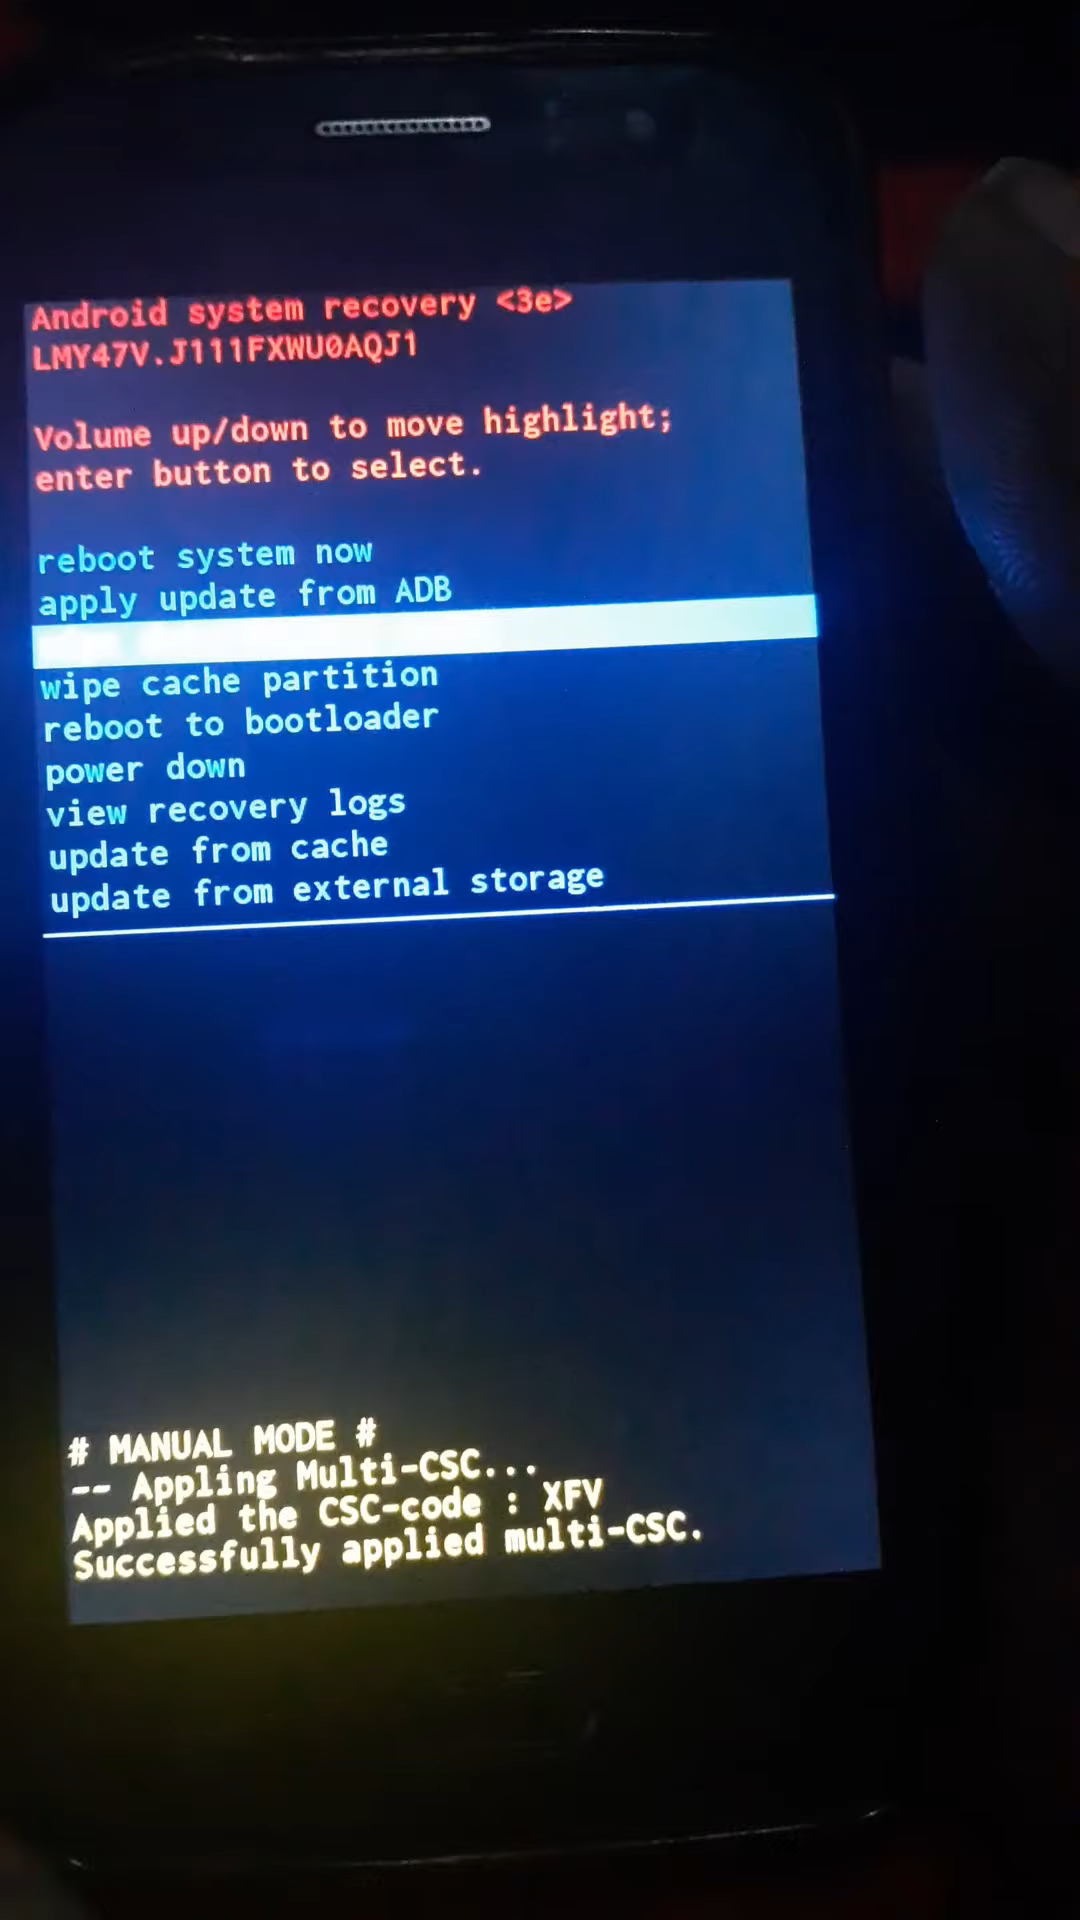 Android system recovery <3e>
LMY47V.J111FXWU0AQJ1
Volume up/down to move highlight;
enter button to select.
reboot system now
apply update from ADB
wipe cache partition
reboot to bootloader
power down
view recovery logs
update from cache
update from external storage
# MANUAL MODE #
-- Appling Multi-CSC...
Applied the CSC-code : XFV
Successfully applied multi-CSC.